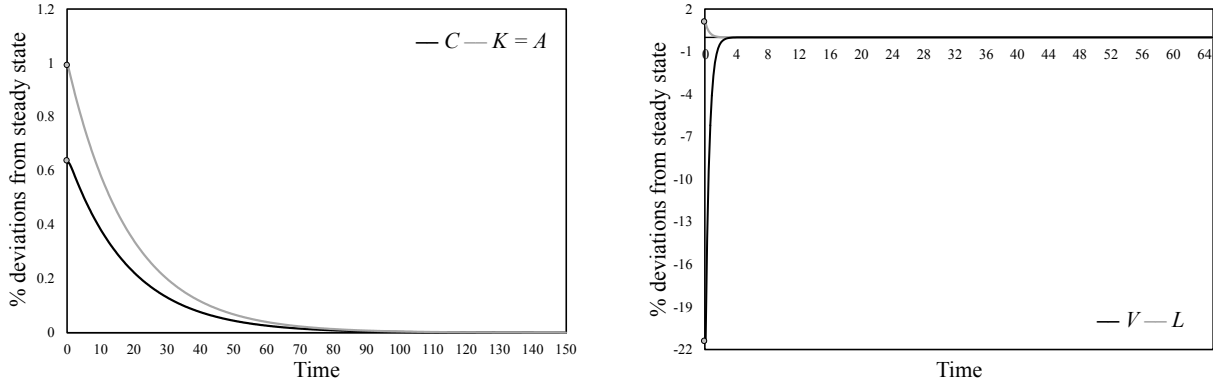 % deviations from steady state
1.2
1
0.8
0.6
0.4
0.2
0
C K = A
0 10 20 30 40 50 60 70 80 90 100 110 120 130 140 150
Time
% deviations from steady state
2
-1
-4
-7
-10
-13
-16
-19
-22
0 4 8 12 16 20 24 28 32 36 40 44 48 52 56 60 64
V L
Time